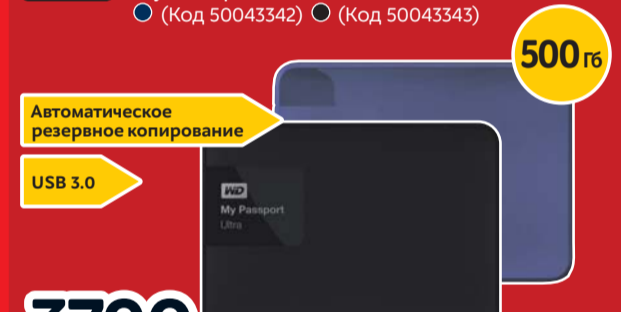 (Код 50043342) (Код 50043343)
500 Гб
Автоматическое
резервное копирование
USB 3.0
WD
My Passport
Ultra